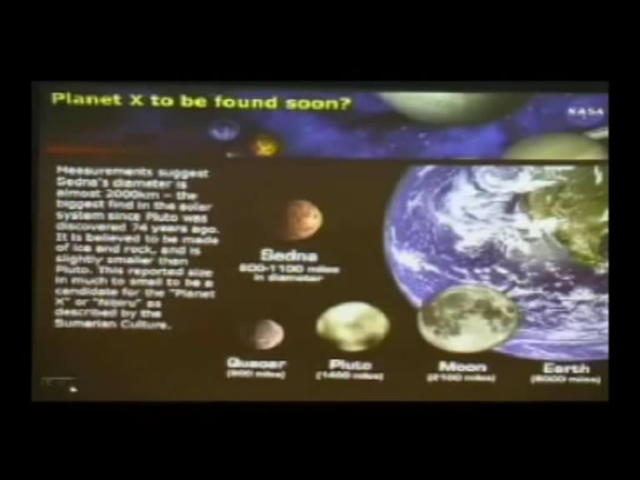 Planet X to be found soon?
NASA
Measurements suggest
Sedna's diameter is
almost 2000km - the
biggest find in the solar
system since Pluto was
discovered 74 years ago.
It is believed to be made
of ice and rock, and is
slightly smaller than
Pluto. This reported size
in much to small to be a
candidate for the "Planet
X" or "Nibiru" as
described by the
Sumarian Culture.
Sedna
800-1100 miles
in diameter
Quaoar
(800 miles)
Pluto
(1400 miles)
Moon
(2100 miles)
Earth
(8000 miles)